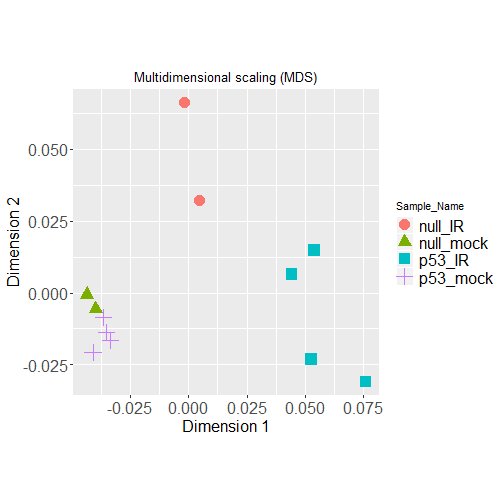 Multidimensional scaling (MDS)
Dimension 2
0.050
0.025
0.000
-0.025
-0.025 0.000 0.025 0.050 0.075
Dimension 1
Sample_Name
null_IR
null_mock
p53_IR
p53_mock